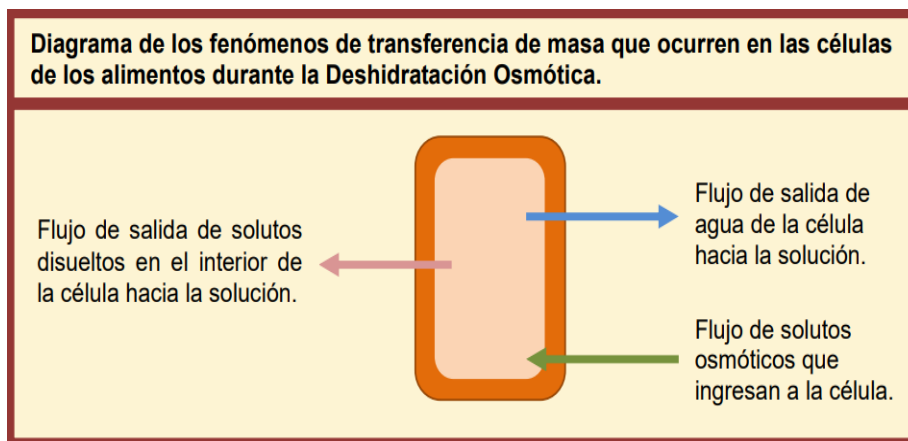 Diagrama de los fenómenos de transferencia de masa que ocurren en las células
de los alimentos durante la Deshidratación Osmótica.
Flujo de salida de solutos
disueltos en el interior de
la célula hacia la solución.
Flujo de salida de
agua de la célula
hacia la solución.
Flujo de solutos
osmóticos que
ingresan a la célula.